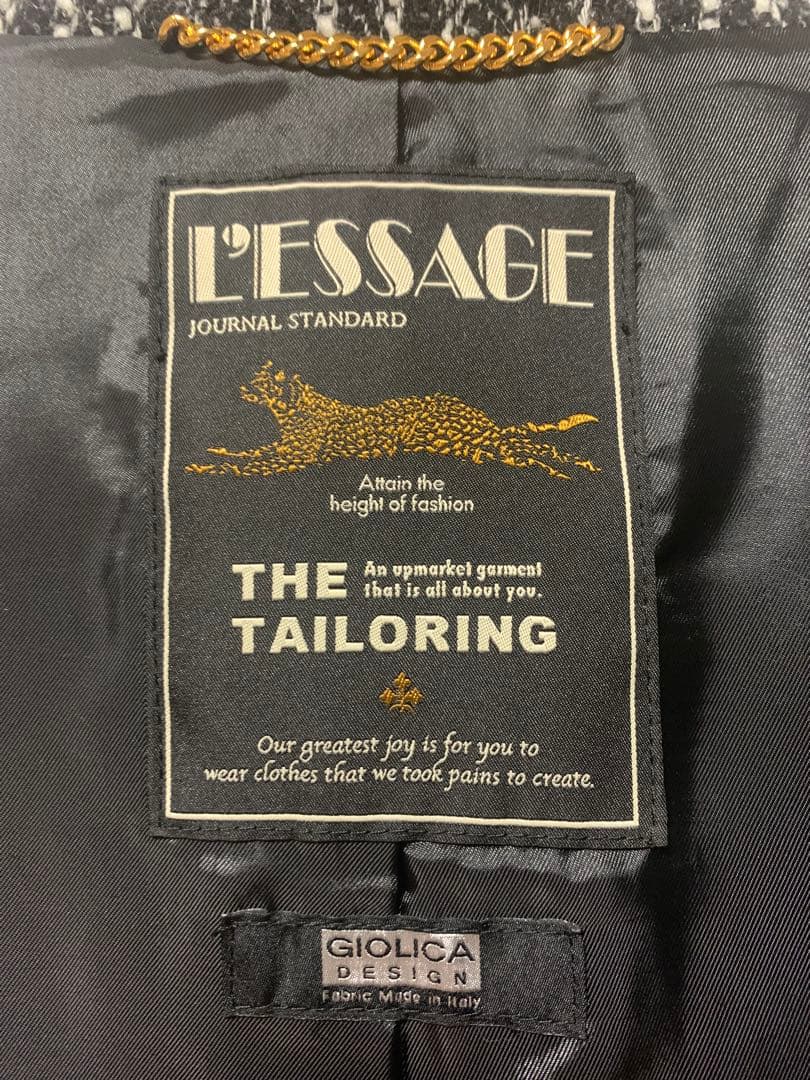 L'ESSAGE
JOURNAL STANDARD
Attain the
height of fashion
THE An upmarket garment
that is all about you.
TAILORING
Our greatest joy is for you to
wear clothes that we took pains to create.
GIOLICA
DESIGN
Fabric Made in Italy